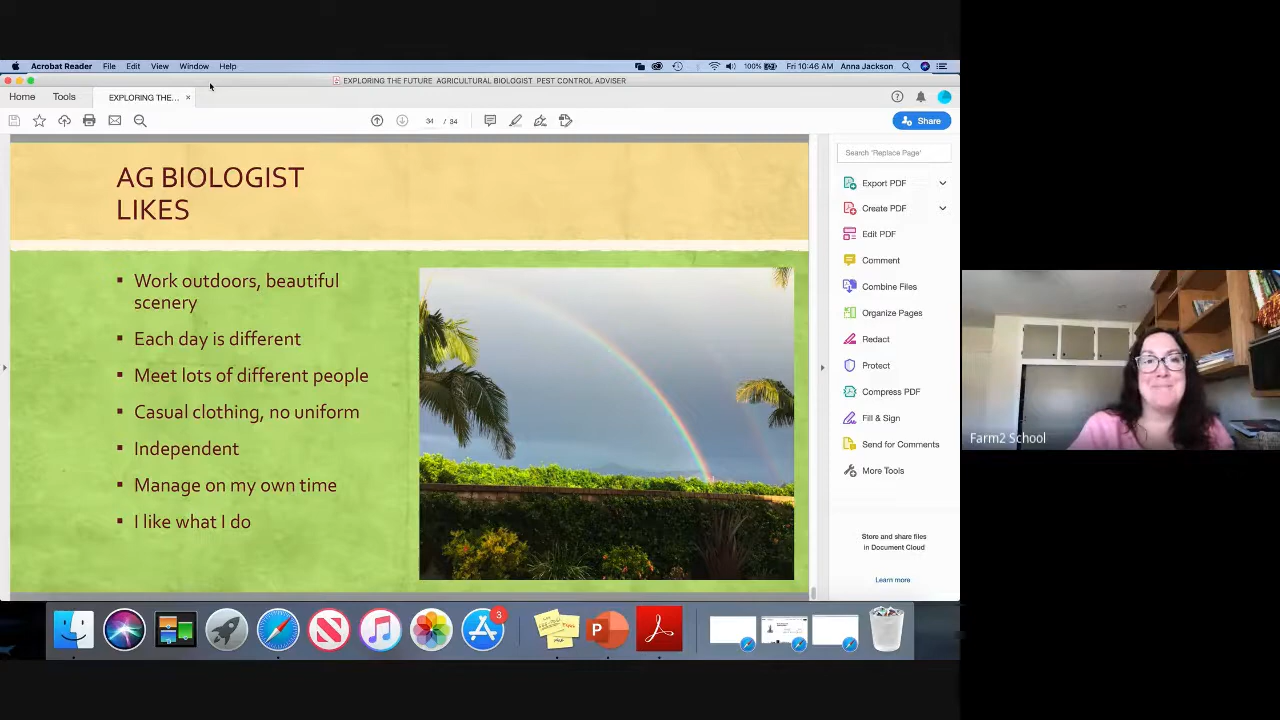 Acrobat Reader File Edit View Window Help
100% Fri 10:46 AM Anna Jackson
EXPLORING THE FUTURE AGRICULTURAL BIOLOGIST PEST CONTROL ADVISER
Home Tools EXPLORING THE... ×
34 / 34
Share
AG BIOLOGIST
LIKES
▪ Work outdoors, beautiful
scenery
▪ Each day is different
▪ Meet lots of different people
▪ Casual clothing, no uniform
▪ Independent
▪ Manage on my own time
▪ I like what I do
Search 'Replace Page'
Export PDF
Create PDF
Edit PDF
Comment
Combine Files
Organize Pages
Redact
Protect
Compress PDF
Fill & Sign
Send for Comments
More Tools
Store and share files
in Document Cloud
Learn more
Farm2 School
3
P